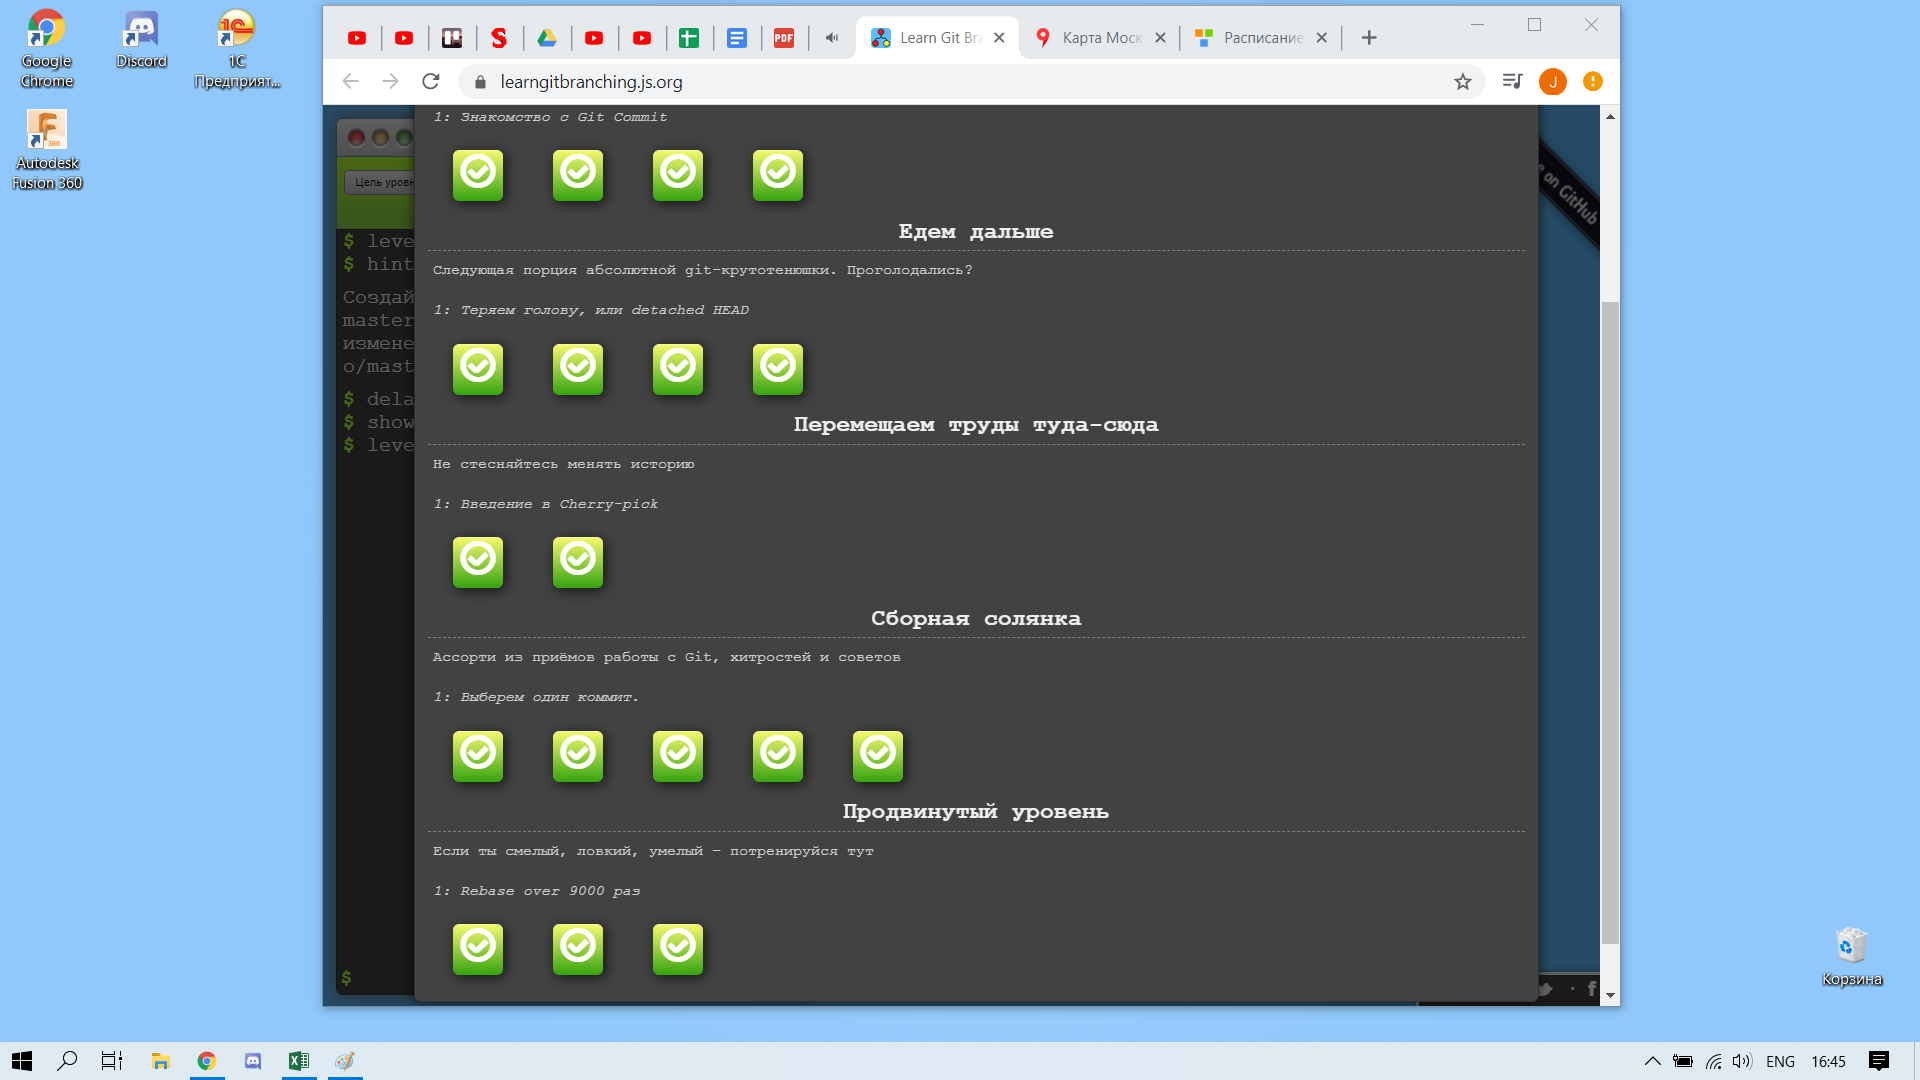 Google Chrome
Discord
1С Предприят...
Autodesk Fusion 360
PDF
Learn Git Bra
Карта Моск
Расписание
learngitbranching.js.org
J
1: Знакомство с Git Commit
Цель уровн
on GitHub
Едем дальше
$ leve
$ hint
Следующая порция абсолютной git-крутотенюшки. Проголодались?
Создай
master
измене
o/mast
1: Теряем голову, или detached HEAD
$ dela
$ show
$ leve
Перемещаем труды туда-сюда
Не стесняйтесь менять историю
1: Введение в Cherry-pick
Сборная солянка
Ассорти из приёмов работы с Git, хитростей и советов
1: Выберем один коммит.
Продвинутый уровень
Если ты смелый, ловкий, умелый – потренируйся тут
1: Rebase over 9000 раз
$
Корзина
ENG
16:45